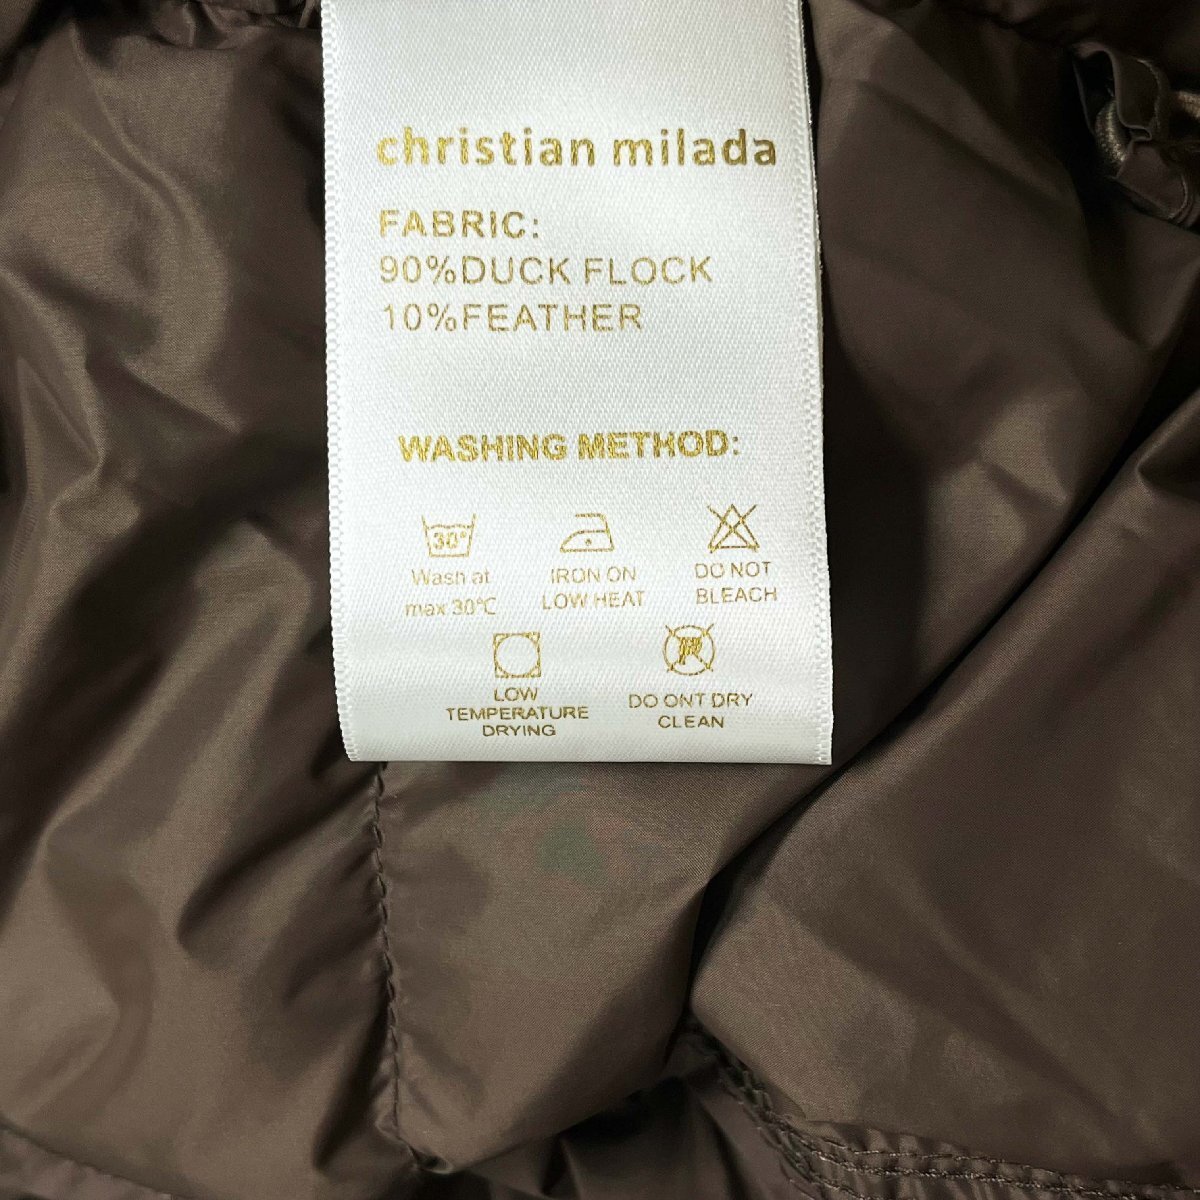 christian milada
FABRIC:
90%DUCK FLOCK
10%FEATHER
WASHING METHOD:
30°
Wash at
max 30℃
IRON ON
LOW HEAT
DO NOT
BLEACH
LOW
TEMPERATURE
DRYING
P
DO ONT DRY
CLEAN